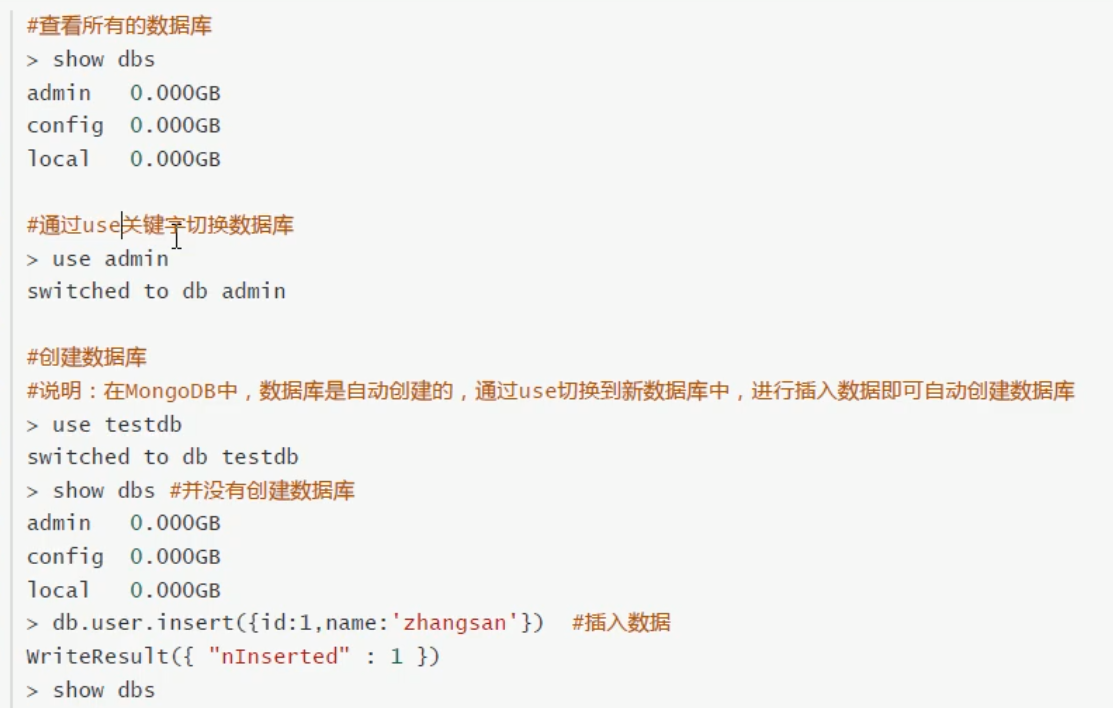 #查看所有的数据库
> show dbs
admin   0.000GB
config  0.000GB
local   0.000GB
#通过use关键字切换数据库
> use admin
switched to db admin
#创建数据库
#说明：在MongoDB中，数据库是自动创建的，通过use切换到新数据库中，进行插入数据即可自动创建数据库
> use testdb
switched to db testdb
> show dbs #并没有创建数据库
admin   0.000GB
config  0.000GB
local   0.000GB
> db.user.insert({id:1,name:'zhangsan'})  #插入数据
WriteResult({ "nInserted" : 1 })
> show dbs